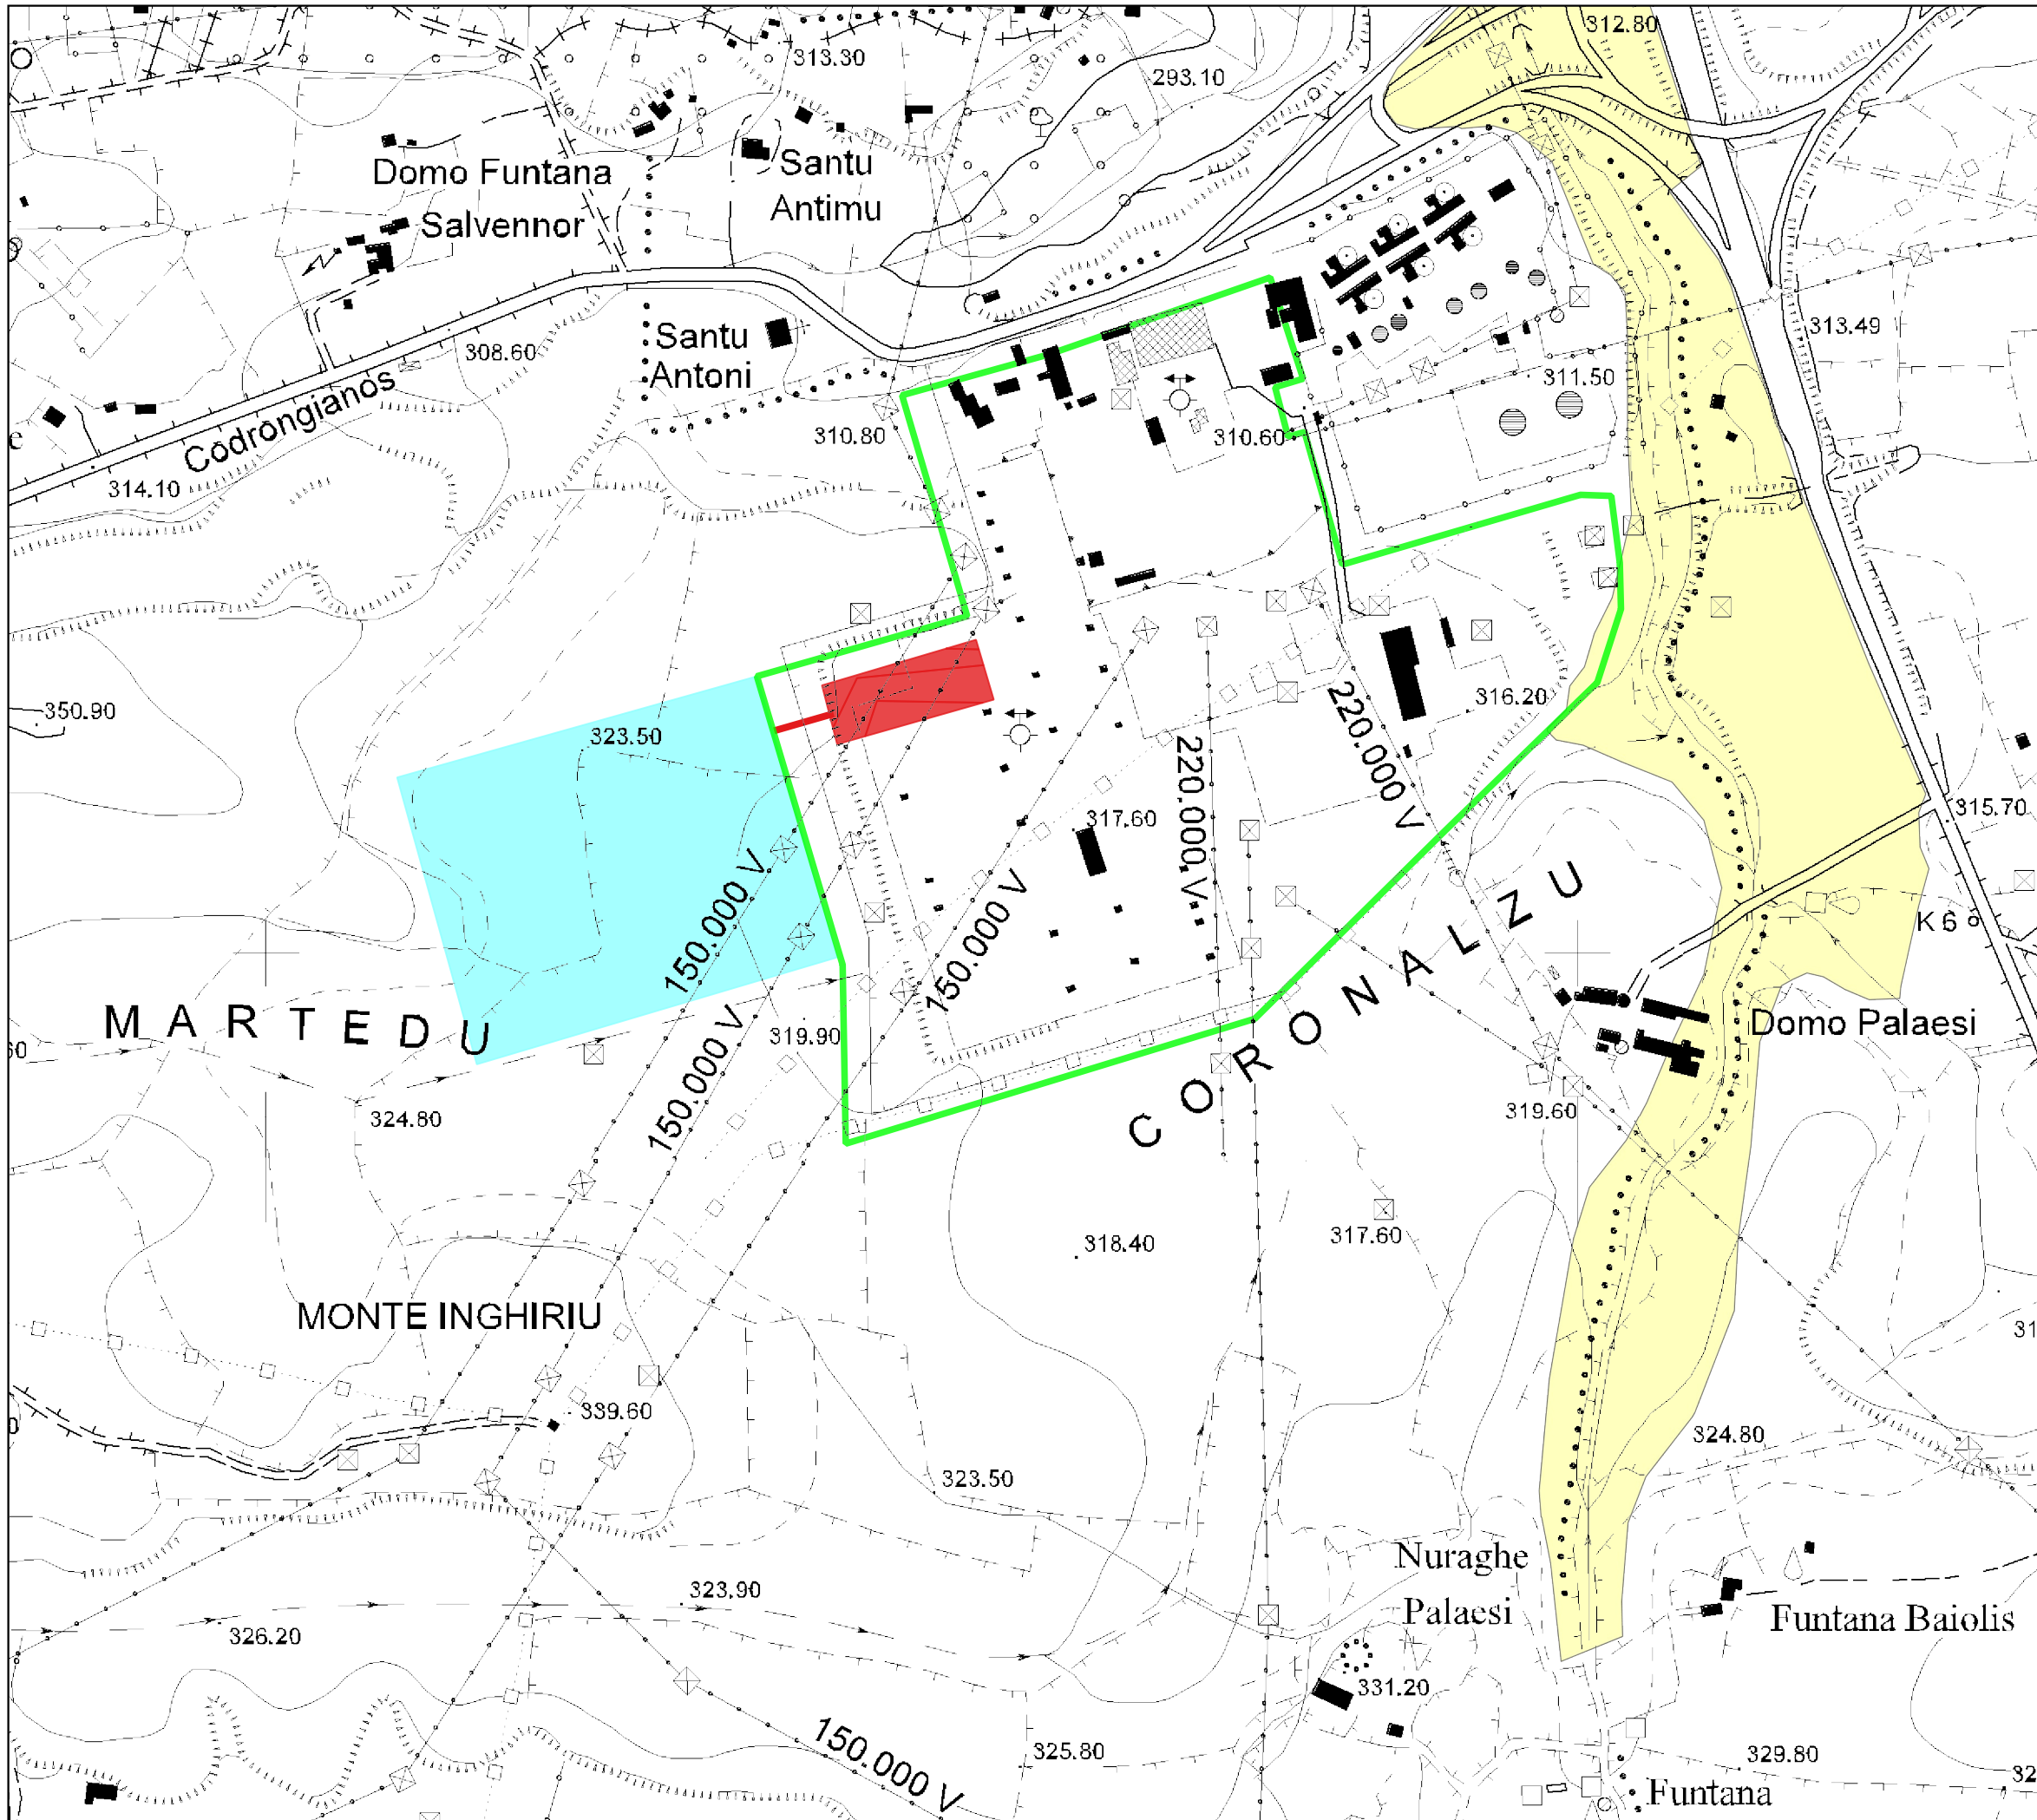 312.80
313.30
293.10
Domo Funtana
Salvennor
Santu
Antimu
313.49
308.60
Santu
Antoni
311.50
Codrongianos
310.80
310.60
314.10
350.90
323.50
316.20
220.000 V
220.000 V
315.70
317.60
150.000 V
150.000 V
K 6
CORONALZU
MARTEDU
319.90
Domo Palaesi
150.000 V
324.80
319.60
318.40
317.60
MONTE INGHIRIU
339.60
324.80
323.50
Nuraghe
Palaesi
323.90
326.20
Funtana Baiolis
331.20
325.80
329.80
150.000 V
Funtana